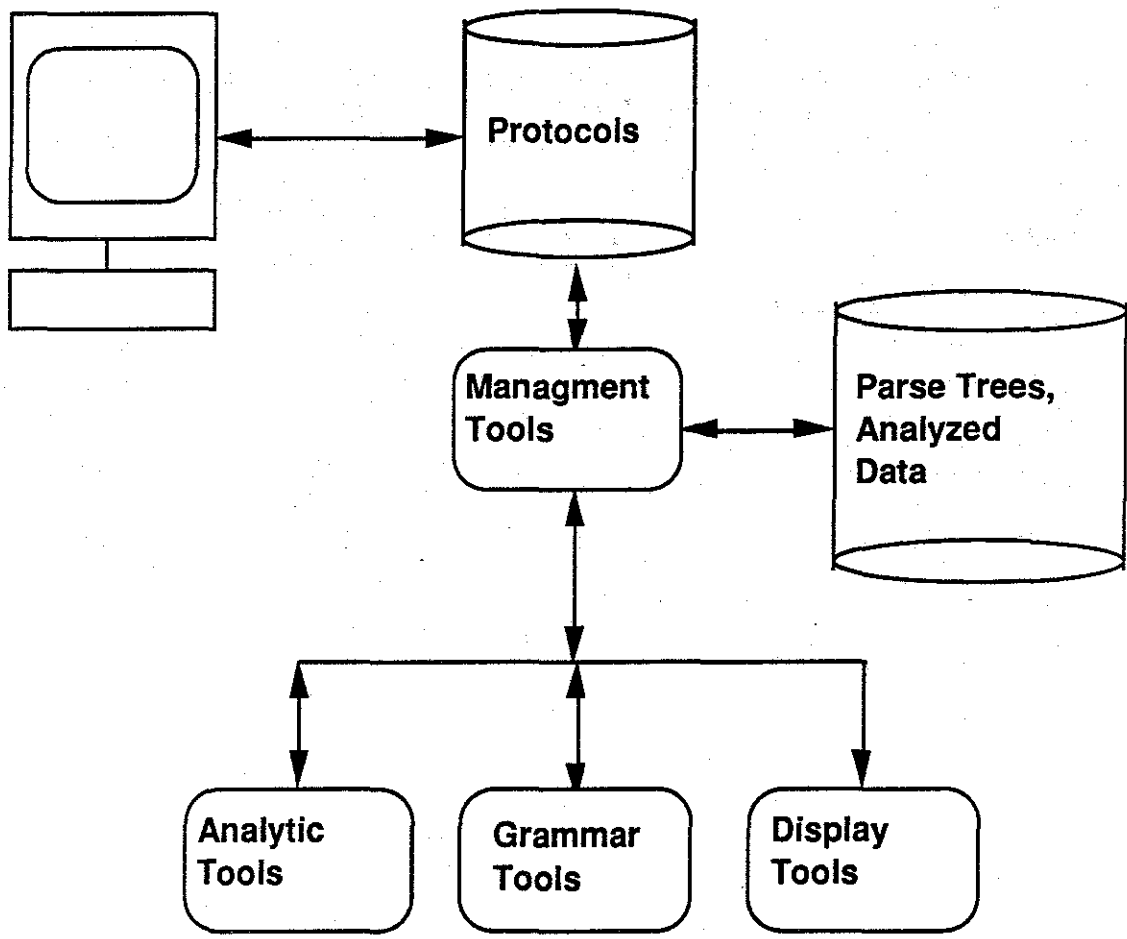 Protocols
Managment
Tools
Parse Trees,
Analyzed
Data
Analytic
Tools
Grammar
Tools
Display
Tools